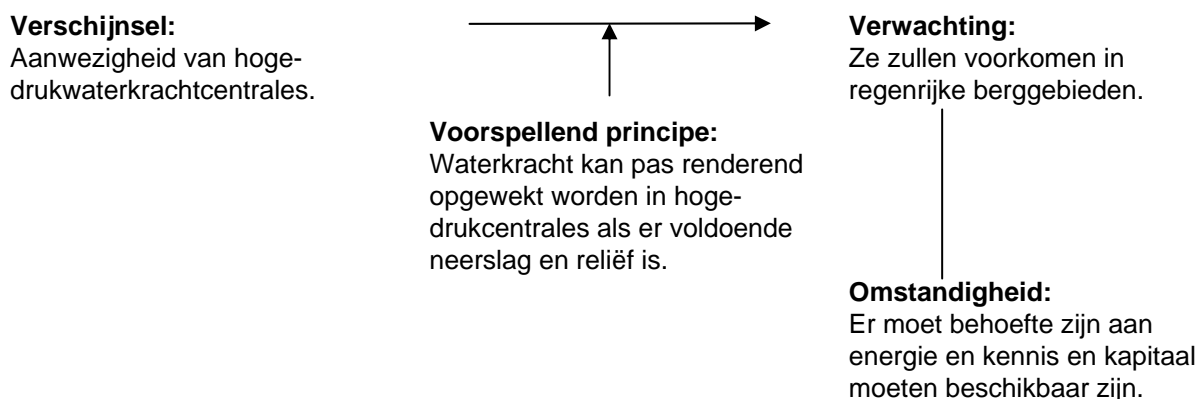 Verschijnsel:
Aanwezigheid van hoge-
drukwaterkrachtcentrales.
Voorspellend principe:
Waterkracht kan pas renderend
opgewekt worden in hoge-
drukcentrales als er voldoende
neerslag en reliëf is.
Verwachting:
Ze zullen voorkomen in
regenrijke berggebieden.
Omstandigheid:
Er moet behoefte zijn aan
energie en kennis en kapitaal
moeten beschikbaar zijn.